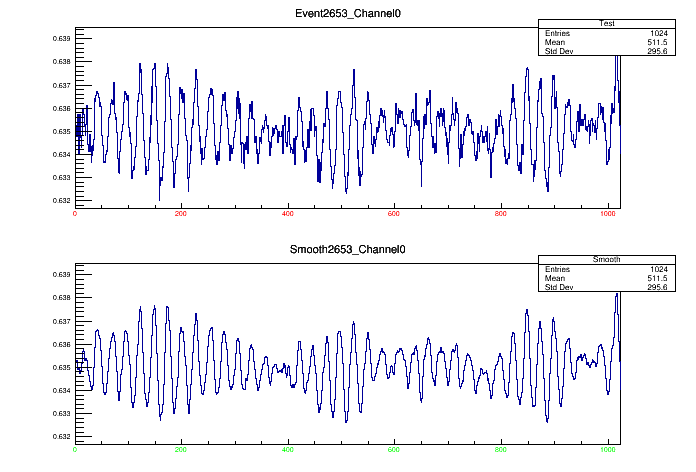 Event2653_Channel0
Test
Entries 1024
Mean 511.5
Std Dev 295.6
0.639
0.638
0.637
0.636
0.635
0.634
0.633
0.632
0 200 400 600 800 1000
Smooth2653_Channel0
Smooth
Entries 1024
Mean 511.5
Std Dev 295.6
0.639
0.638
0.637
0.636
0.635
0.634
0.633
0.632
0 200 400 600 800 1000